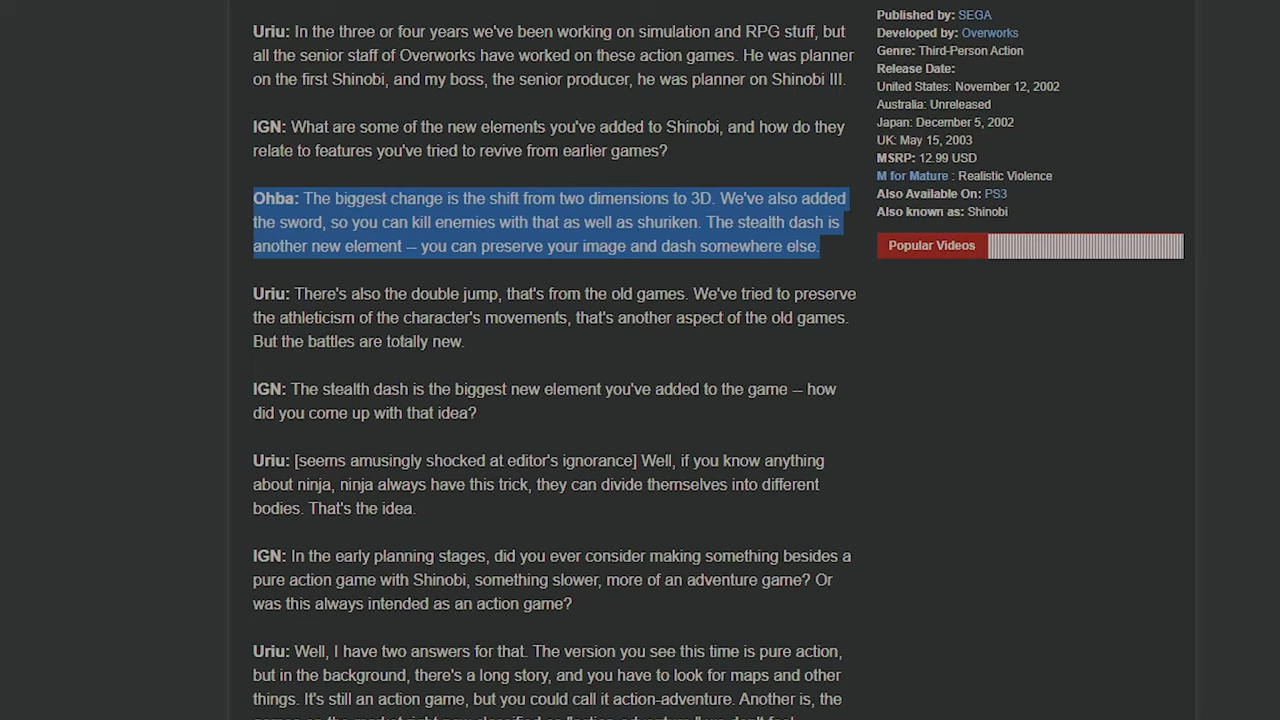 Uriu: In the three or four years we've been working on simulation and RPG stuff, but
all the senior staff of Overworks have worked on these action games. He was planner
on the first Shinobi, and my boss, the senior producer, he was planner on Shinobi III.
IGN: What are some of the new elements you've added to Shinobi, and how do they
relate to features you've tried to revive from earlier games?
Ohba: The biggest change is the shift from two dimensions to 3D. We've also added
the sword, so you can kill enemies with that as well as shuriken. The stealth dash is
another new element -- you can preserve your image and dash somewhere else.
Uriu: There's also the double jump, that's from the old games. We've tried to preserve
the athleticism of the character's movements, that's another aspect of the old games.
But the battles are totally new.
IGN: The stealth dash is the biggest new element you've added to the game -- how
did you come up with that idea?
Uriu: [seems amusingly shocked at editor's ignorance] Well, if you know anything
about ninja, ninja always have this trick, they can divide themselves into different
bodies. That's the idea.
IGN: In the early planning stages, did you ever consider making something besides a
pure action game with Shinobi, something slower, more of an adventure game? Or
was this always intended as an action game?
Uriu: Well, I have two answers for that. The version you see this time is pure action,
but in the background, there's a long story, and you have to look for maps and other
things. It's still an action game, but you could call it action-adventure. Another is, the
Published by: SEGA
Developed by: Overworks
Genre: Third-Person Action
Release Date:
United States: November 12, 2002
Australia: Unreleased
Japan: December 5, 2002
UK: May 15, 2003
MSRP: 12.99 USD
M for Mature : Realistic Violence
Also Available On: PS3
Also known as: Shinobi
Popular Videos